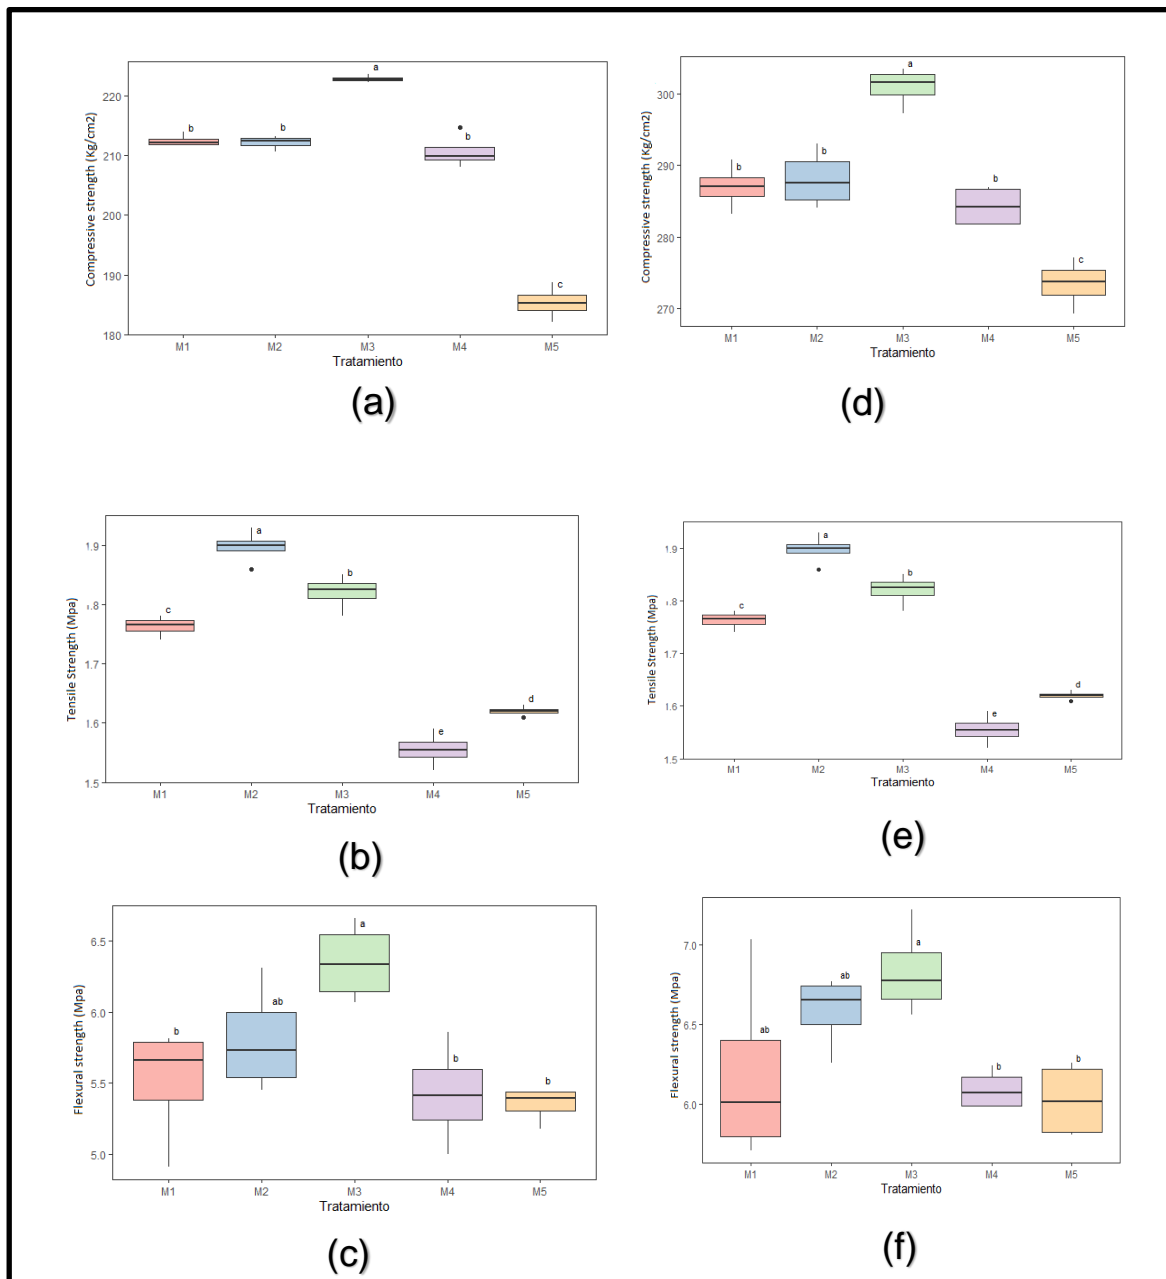 Compressive strength (Kg/cm2)
220
210
200
190
180
a
b
b
b
c
M1 M2 M3 M4 M5
Tratamiento
(a)
Compressive strength (Kg/cm2)
300
290
280
270
a
b
b
b
c
M1 M2 M3 M4 M5
Tratamiento
(d)
Tensile Strength (Mpa)
1.9
1.8
1.7
1.6
1.5
a
b
c
d
e
M1 M2 M3 M4 M5
Tratamiento
(b)
Tensile Strength (Mpa)
1.9
1.8
1.7
1.6
1.5
a
b
c
d
e
M1 M2 M3 M4 M5
Tratamiento
(e)
Flexural strength (Mpa)
6.5
6.0
5.5
5.0
a
ab
b
b
b
M1 M2 M3 M4 M5
Tratamiento
(c)
Flexural strength (Mpa)
7.0
6.5
6.0
a
ab
ab
b
b
M1 M2 M3 M4 M5
Tratamiento
(f)